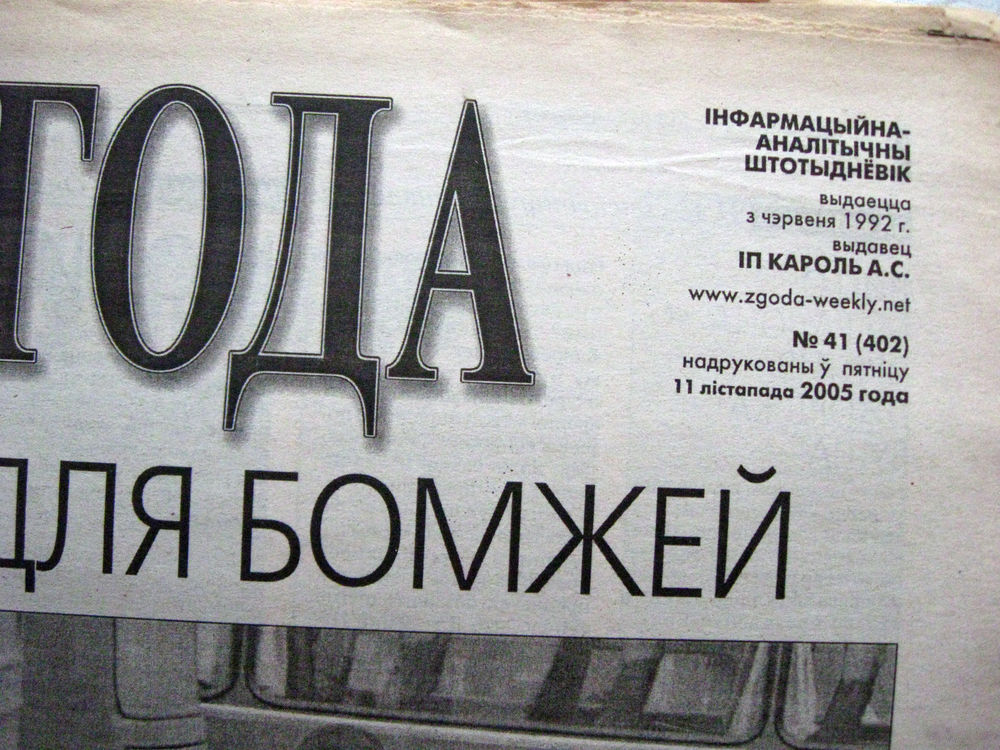 ГОДА
ІНФАРМАЦЫЙНА-
АНАЛІТЫЧНЫ
ШТОТЫДНЁВІК
выдаецца
з чэрвеня 1992 г.
выдавец
ІП КАРОЛЬ А.С.
www.zgoda-weekly.net
№ 41 (402)
надрукованы ў пятніцу
11 лістапада 2005 года
ДЛЯ БОМЖЕЙ